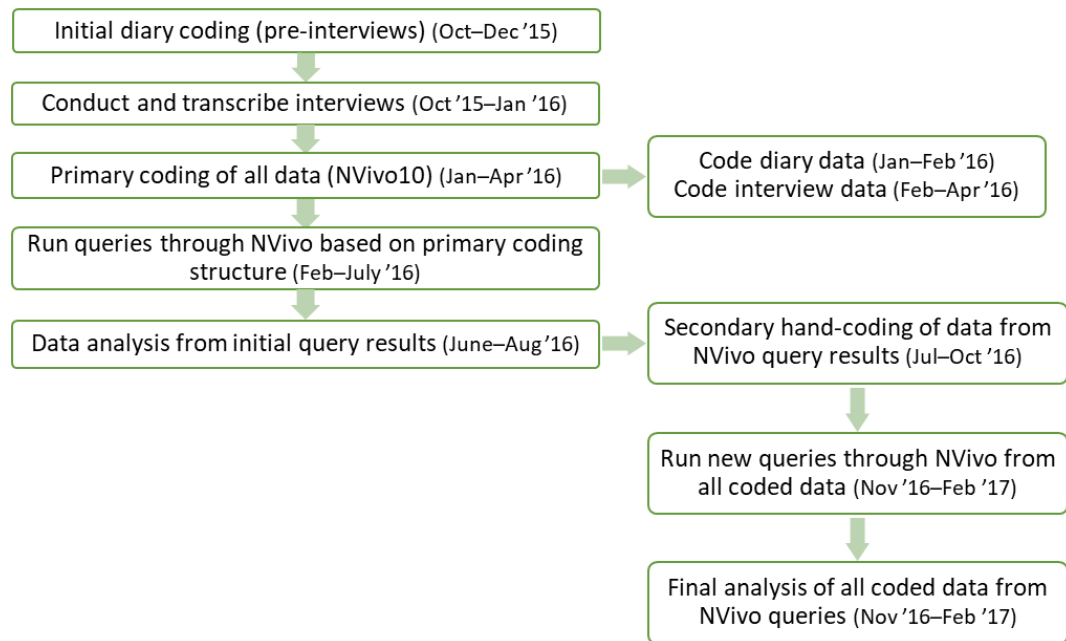 Initial diary coding (pre-interviews) (Oct–Dec ’15)
Conduct and transcribe interviews (Oct ’15–Jan ’16)
Primary coding of all data (NVivo10) (Jan–Apr ’16)
Code diary data (Jan–Feb ’16)
Code interview data (Feb–Apr ’16)
Run queries through NVivo based on primary coding
structure (Feb–July ’16)
Data analysis from initial query results (June–Aug ’16)
Secondary hand-coding of data from
NVivo query results (Jul–Oct ’16)
Run new queries through NVivo from
all coded data (Nov ’16–Feb ’17)
Final analysis of all coded data from
NVivo queries (Nov ’16–Feb ’17)